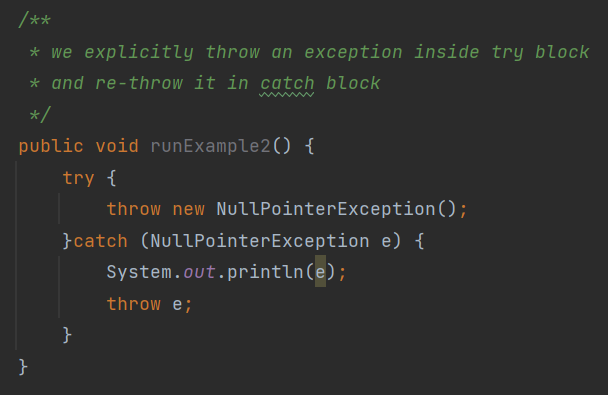 /**
 * we explicitly throw an exception inside try block
 * and re-throw it in catch block
 */
public void runExample2() {
    try {
        throw new NullPointerException();
    }catch (NullPointerException e) {
        System.out.println(e);
        throw e;
    }
}